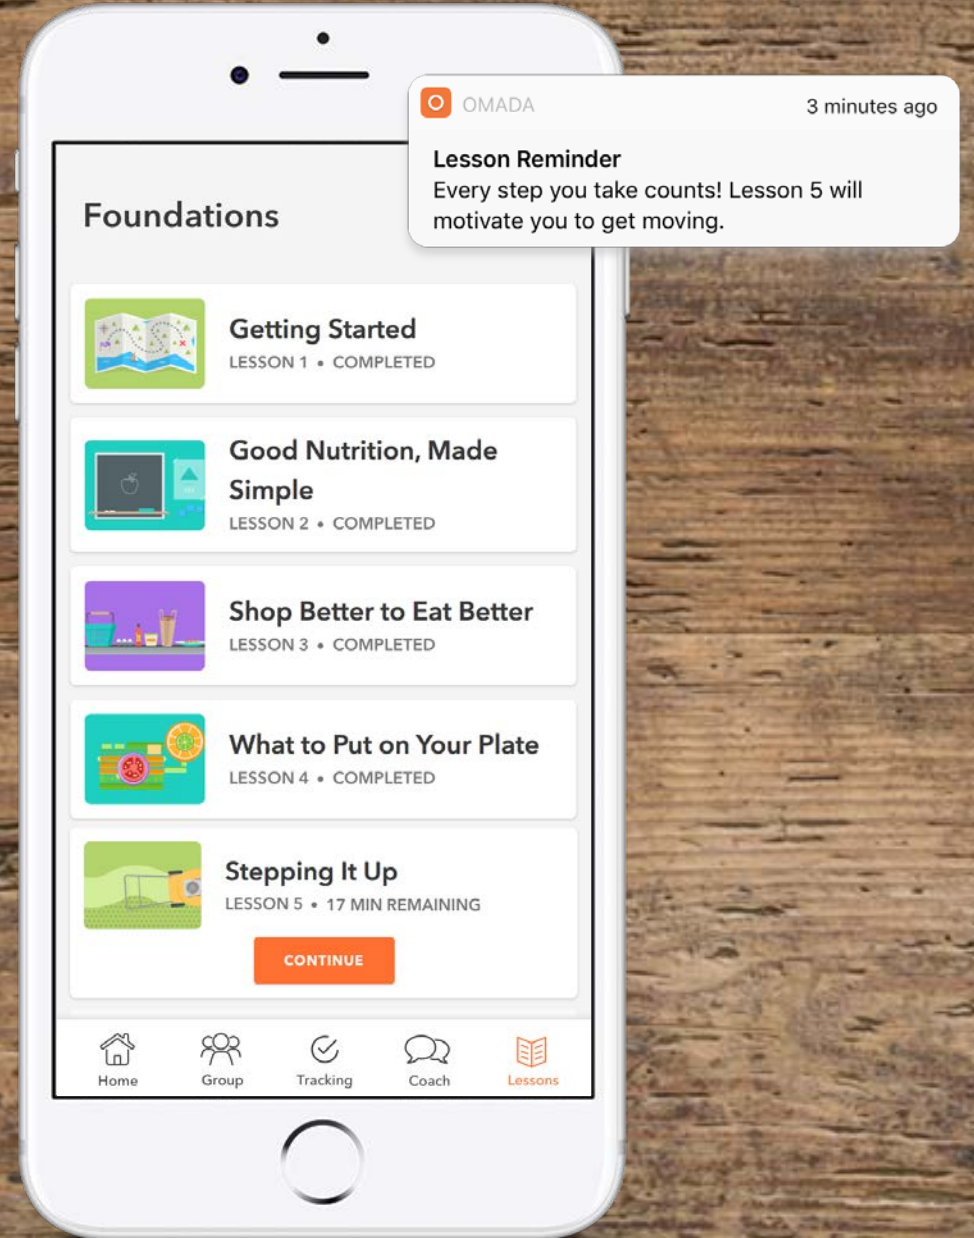 OMADA
3 minutes ago
Lesson Reminder
Every step you take counts! Lesson 5 will
motivate you to get moving.
Foundations
Getting Started
LESSON 1 • COMPLETED
Good Nutrition, Made
Simple
LESSON 2 • COMPLETED
Shop Better to Eat Better
LESSON 3 • COMPLETED
What to Put on Your Plate
LESSON 4 • COMPLETED
Stepping It Up
LESSON 5 • 17 MIN REMAINING
CONTINUE
Home
Group
Tracking
Coach
Lessons